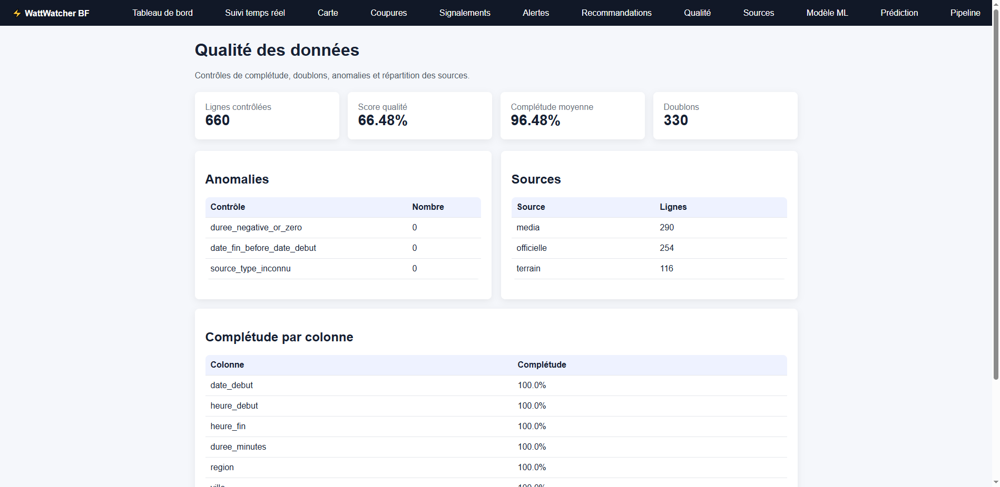 ⚡ WattWatcher BF Tableau de bord Suivi temps réel Carte Coupures Signalements Alertes Recommandations Qualité Sources Modèle ML Prédiction Pipeline
Qualité des données
Contrôles de complétude, doublons, anomalies et répartition des sources.
Lignes contrôlées
660
Score qualité
66.48%
Complétude moyenne
96.48%
Doublons
330
Anomalies
Contrôle Nombre
duree_negative_or_zero 0
date_fin_before_date_debut 0
source_type_inconnu 0
Sources
Source Lignes
media 290
officielle 254
terrain 116
Complétude par colonne
Colonne Complétude
date_debut 100.0%
heure_debut 100.0%
heure_fin 100.0%
duree_minutes 100.0%
region 100.0%
ville 100.0%